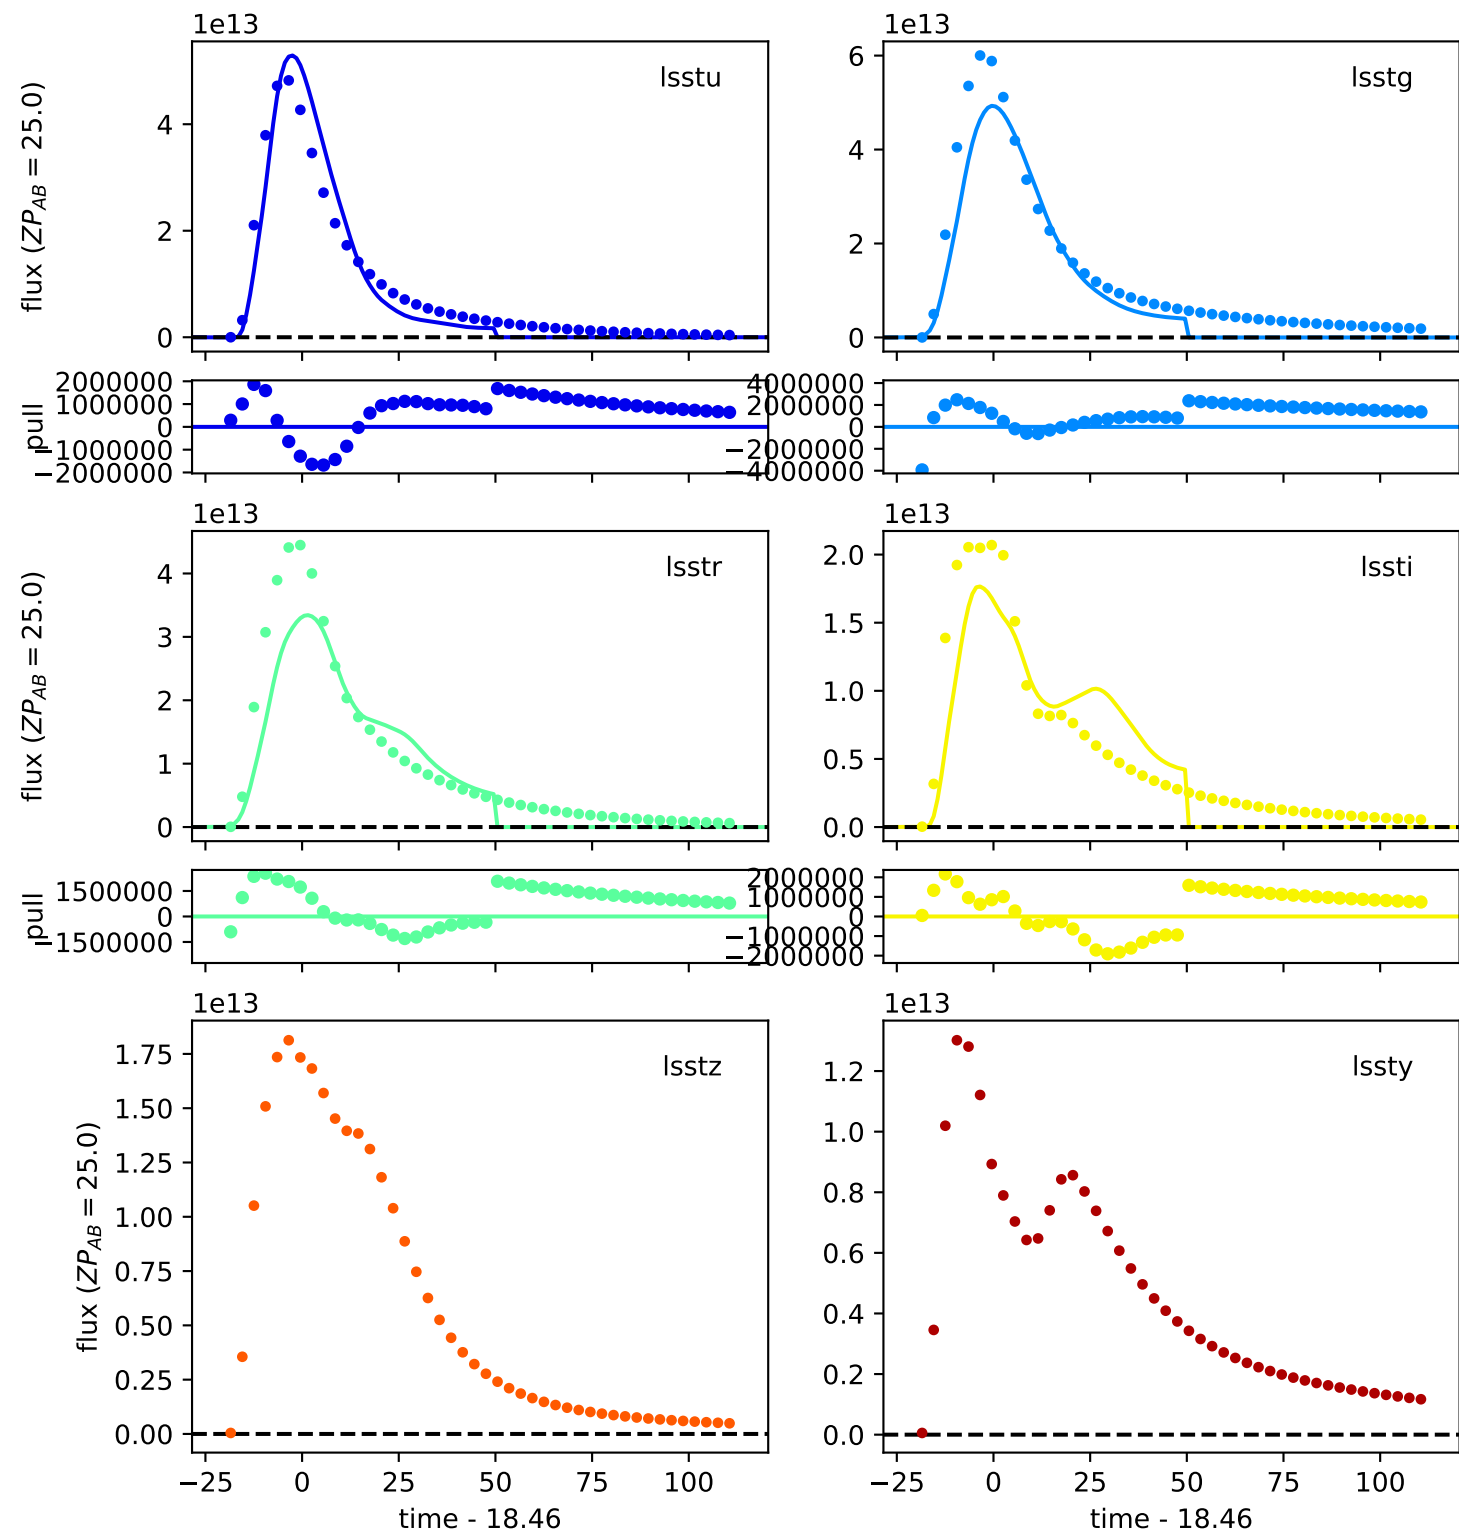 1e13
1e13
lsstu
lsstg
flux (ZP_AB = 25.0)
4
2
0
6
4
2
0
pull
2000000
1000000
0
−1000000
−2000000
4000000
2000000
0
−2000000
−4000000
1e13
1e13
lsstr
lssti
flux (ZP_AB = 25.0)
4
3
2
1
0
2.0
1.5
1.0
0.5
0.0
pull
1500000
0
−1500000
2000000
1000000
0
−1000000
−2000000
1e13
1e13
lsstz
lssty
flux (ZP_AB = 25.0)
1.75
1.50
1.25
1.00
0.75
0.50
0.25
0.00
1.2
1.0
0.8
0.6
0.4
0.2
0.0
−25 0 25 50 75 100
−25 0 25 50 75 100
time - 18.46
time - 18.46